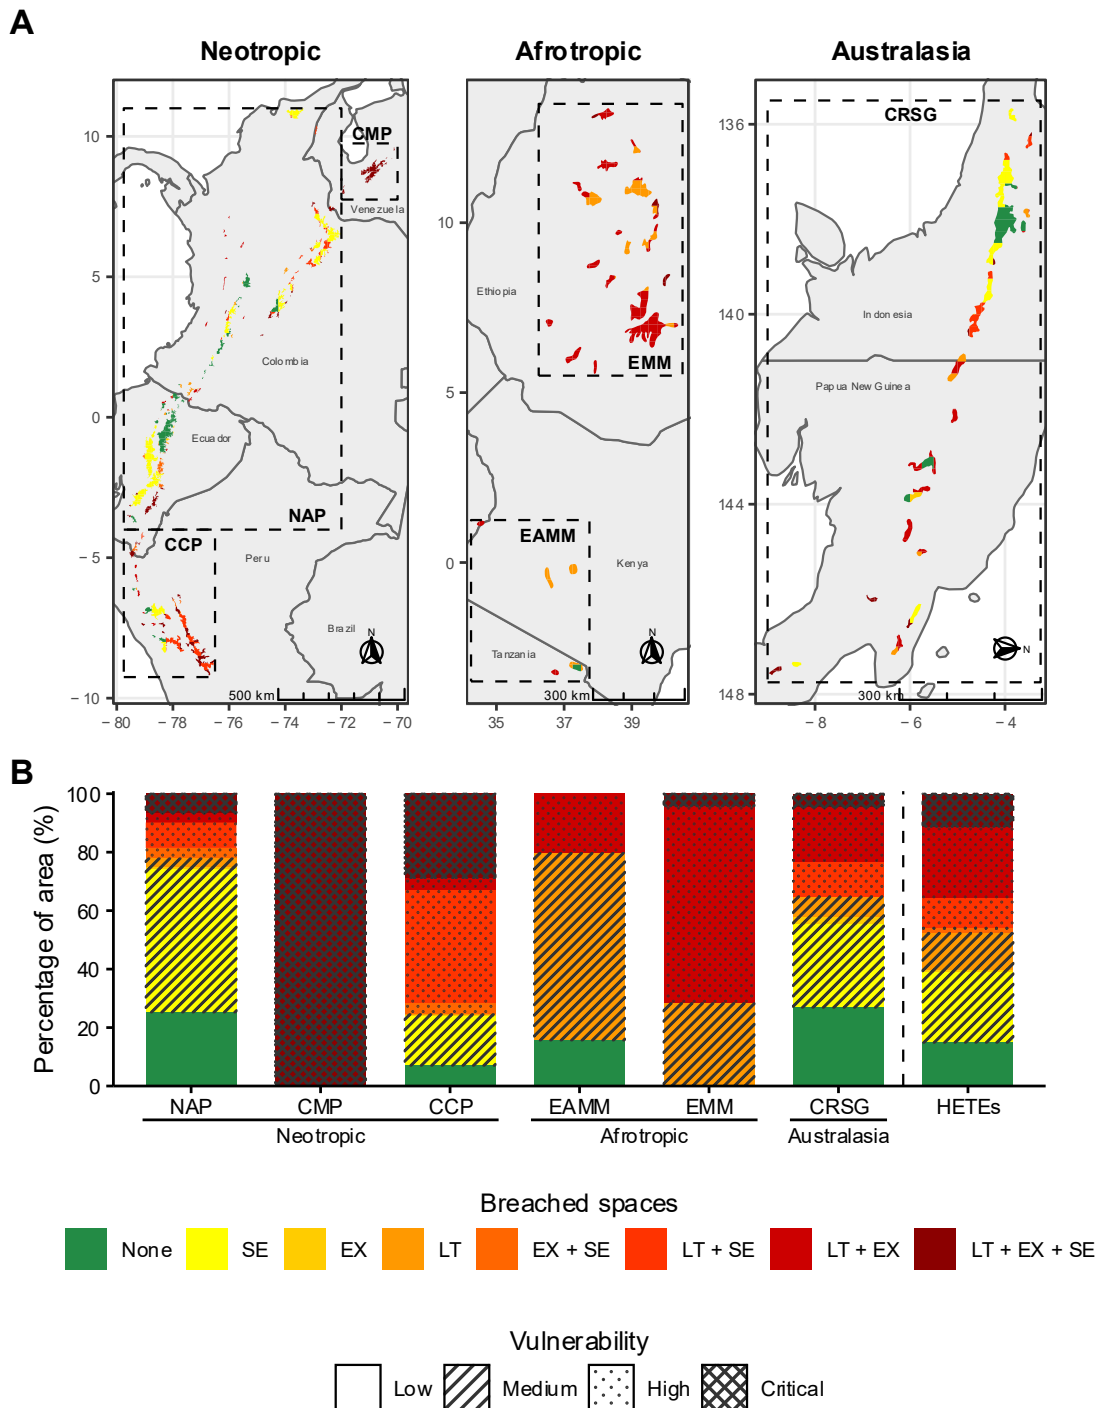 A
Neotropic
Afrotropic
Australasia
CMP
Venezuela
Colombia
Ecuador
NAP
CCP
Peru
Brazil
N
500 km
10
5
0
−5
−10
−80
−78
−76
−74
−72
−70
Ethiopia
EMM
EAMM
Kenya
Tanzania
N
300 km
10
5
0
35
37
39
CRSG
Indonesia
Papua New Guinea
N
300 km
136
140
144
148
−8
−6
−4
B
Percentage of area (%)
100
80
60
40
20
0
NAP
CMP
CCP
EAMM
EMM
CRSG
HETEs
Neotropic
Afrotropic
Australasia
Breached spaces
None
SE
EX
LT
EX + SE
LT + SE
LT + EX
LT + EX + SE
Vulnerability
Low
Medium
High
Critical